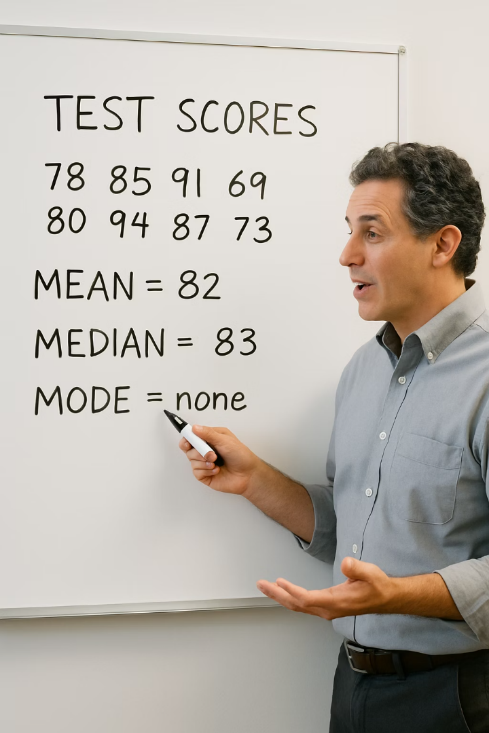 TEST SCORES
78 85 91 69
80 94 87 73
MEAN = 82
MEDIAN = 83
MODE = none